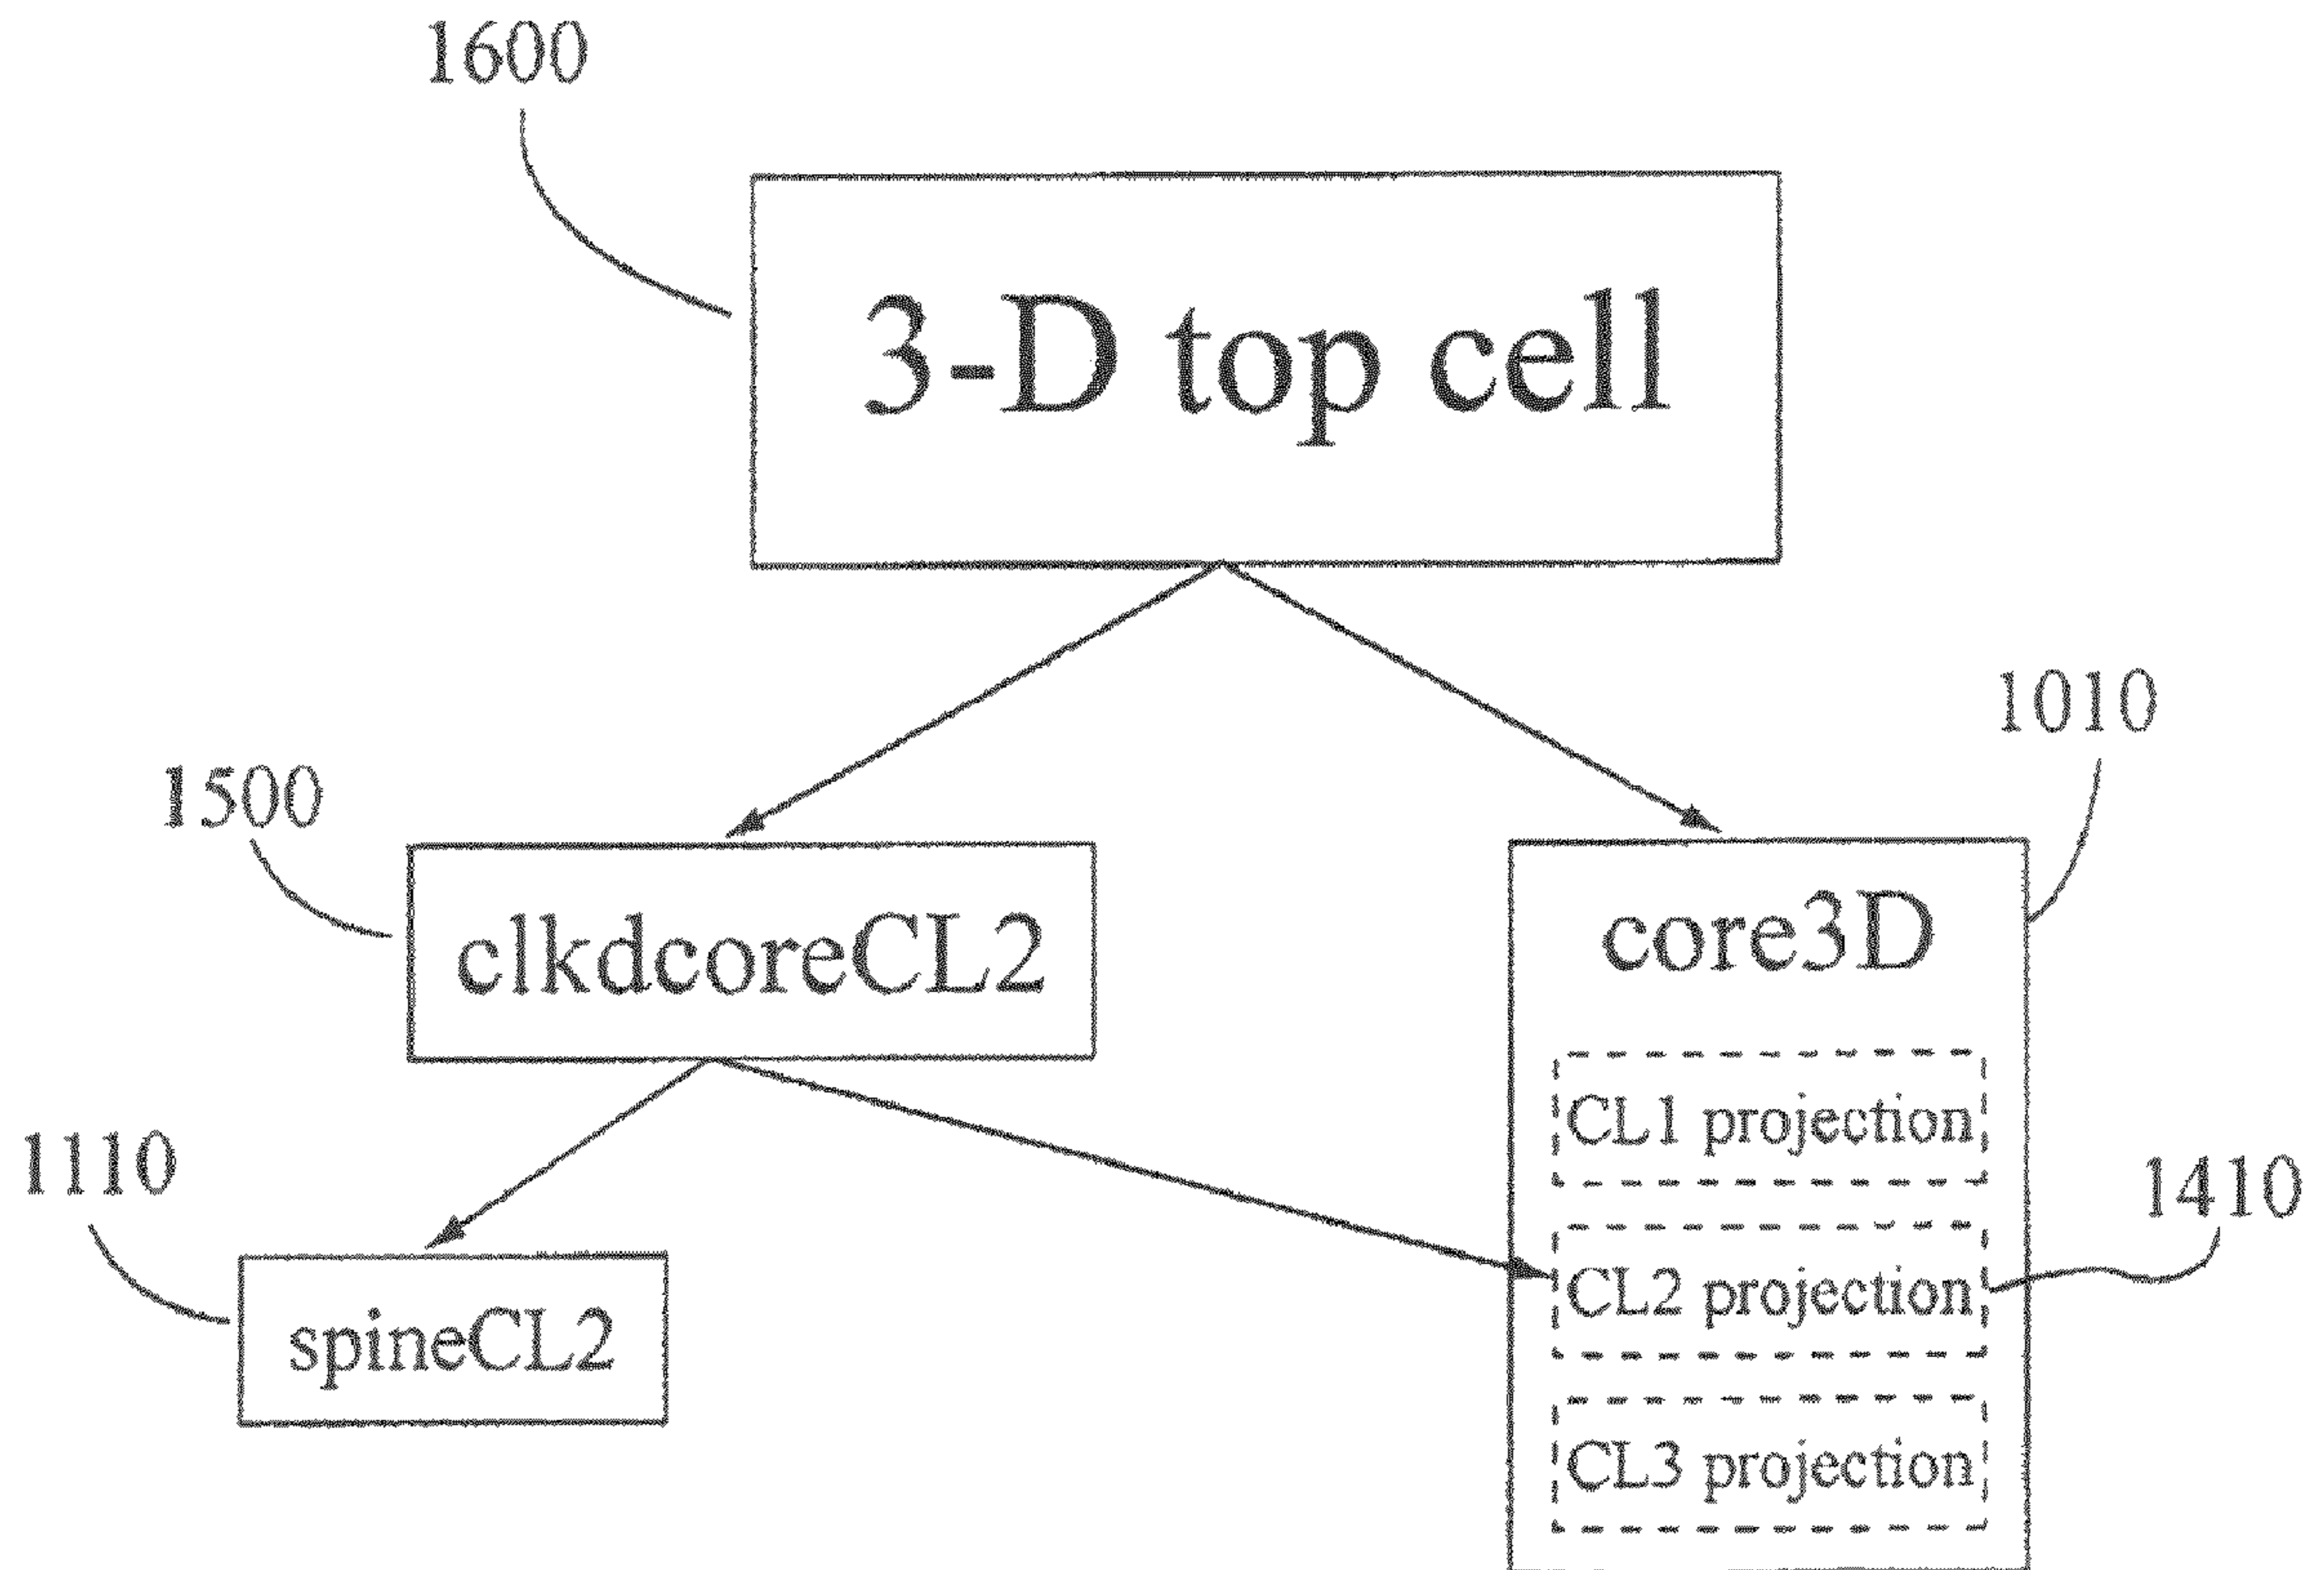 1600
3-D top cell
1010
1500
clkdcoreCL2
core3D
CL1 projection
1110
1410
CL2 projection
spineCL2
CL3 projection